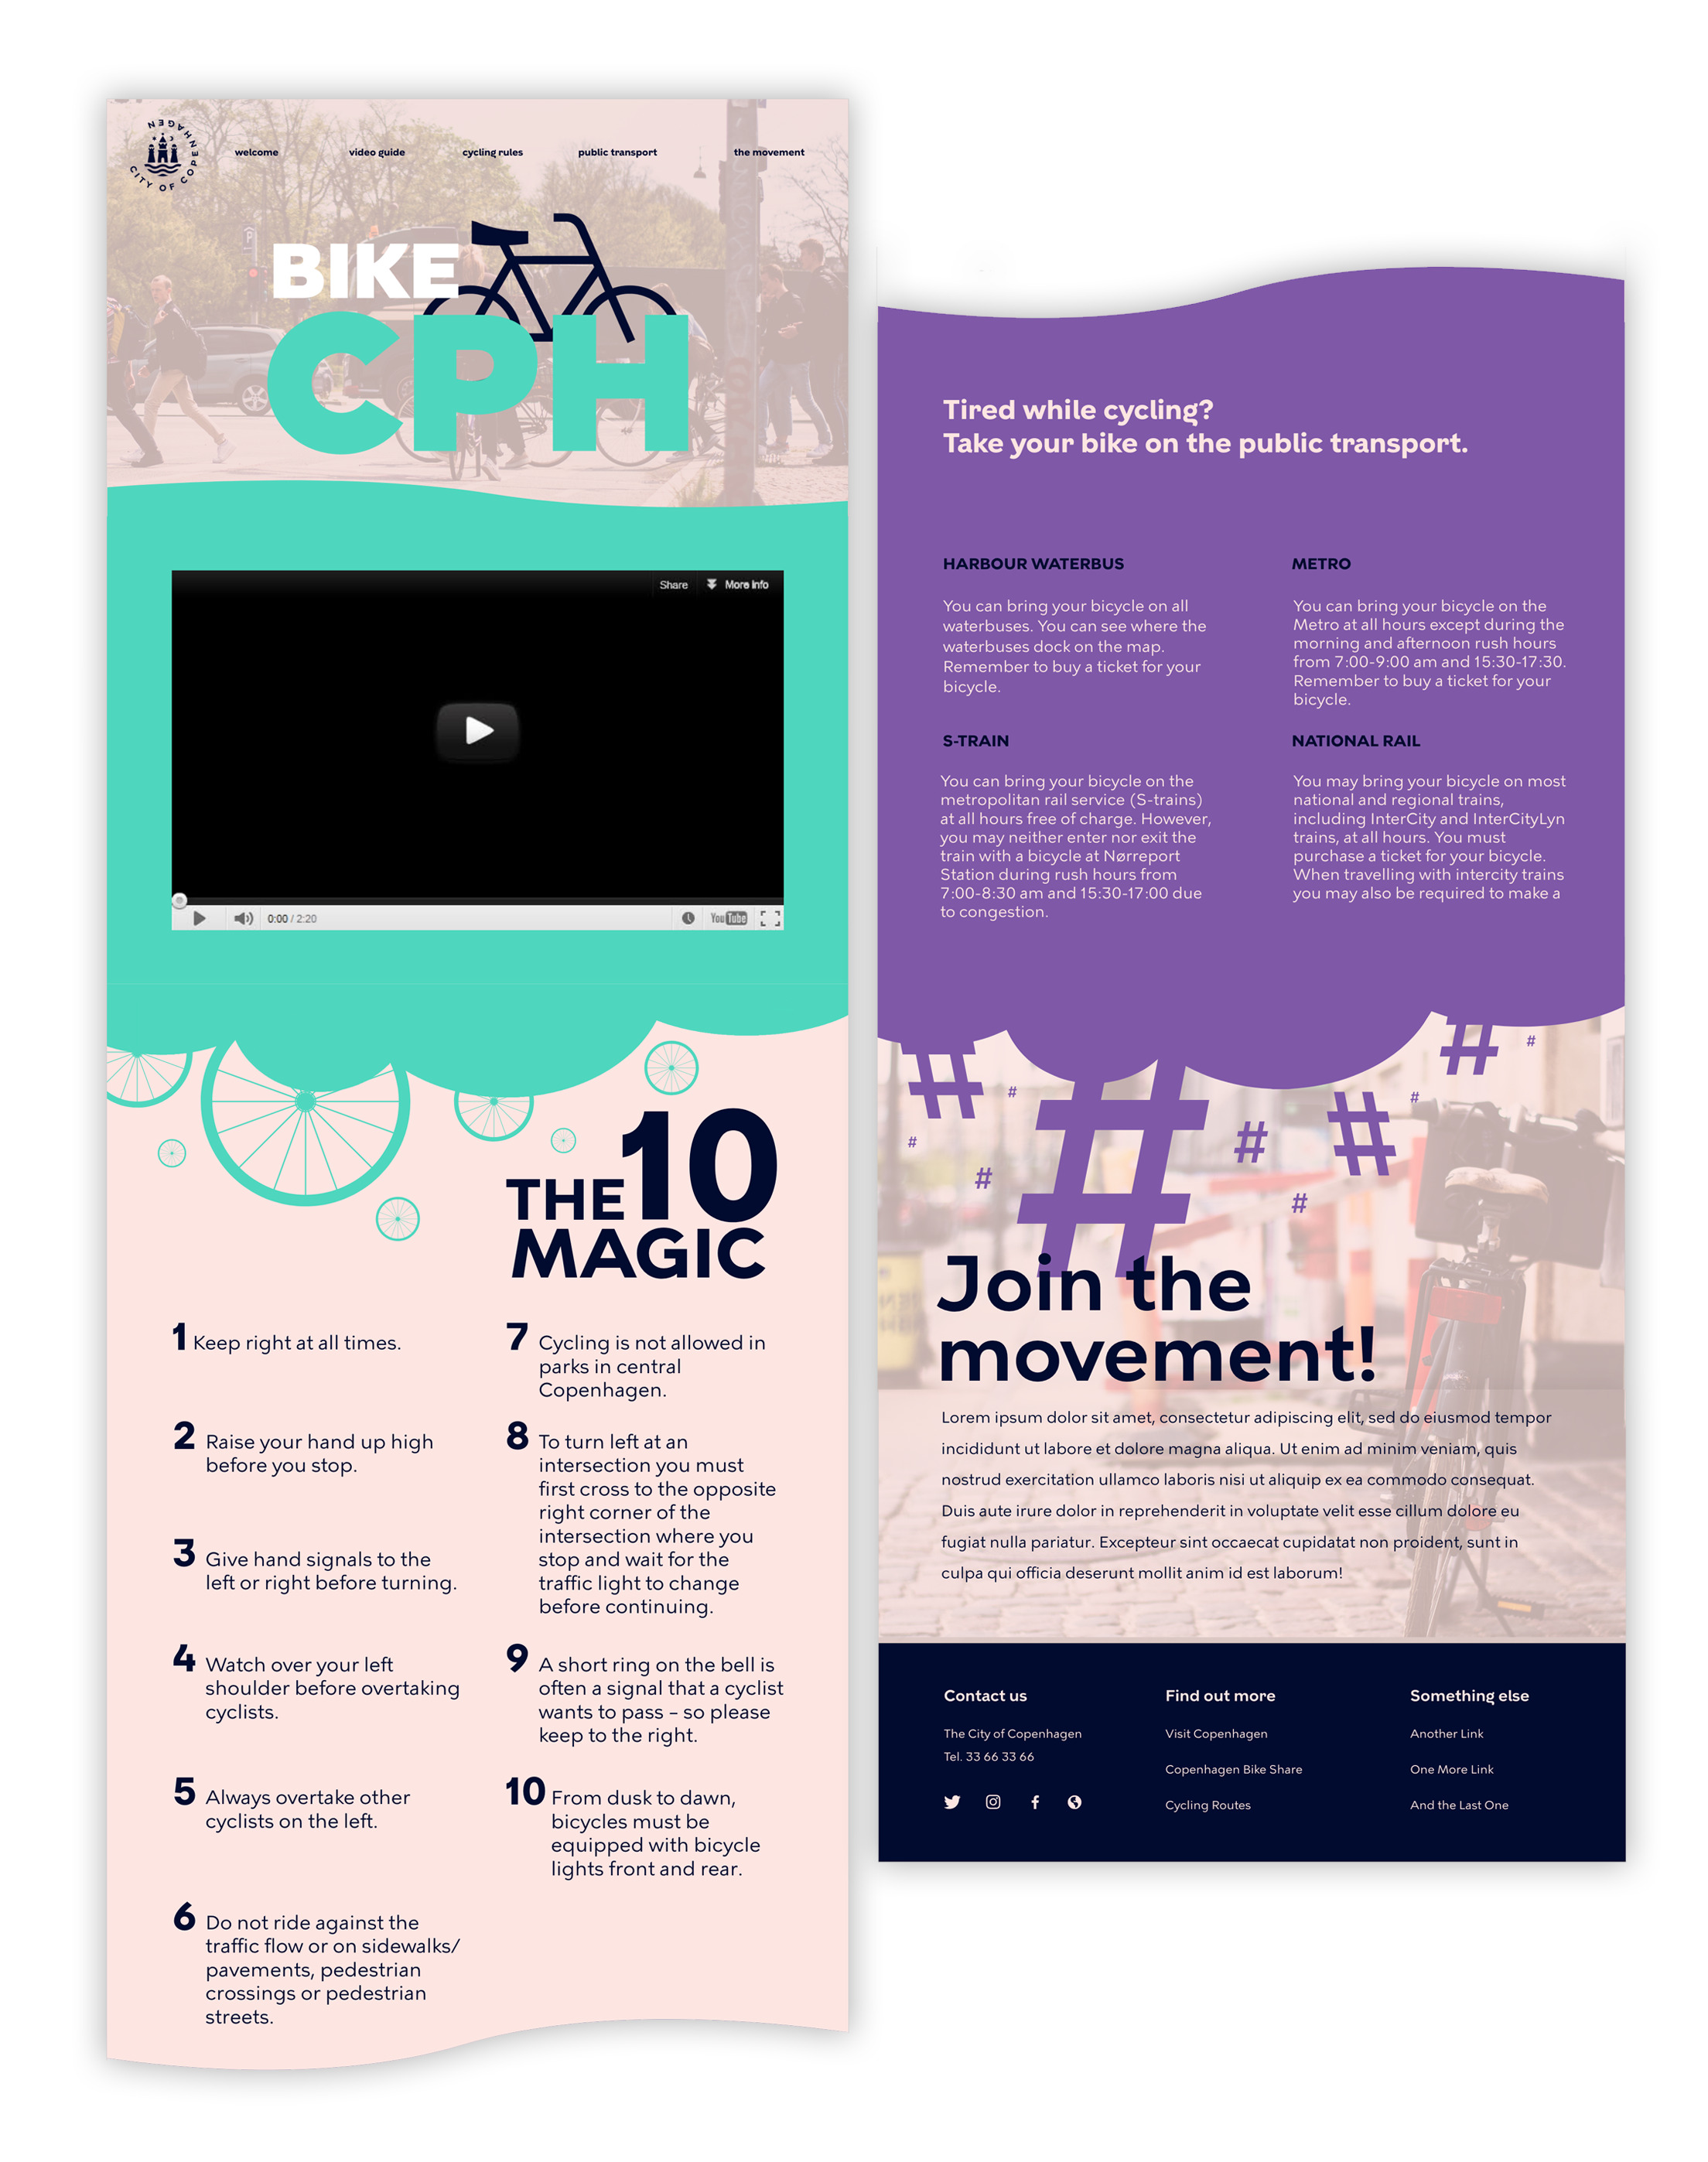 CITY OF COPENHAGEN
welcome
video guide
cycling rules
public transport
the movement
BIKE
CPH
Share
More info
0:00 / 2:20
YouTube
THE 10
MAGIC
1 Keep right at all times.
2 Raise your hand up high
before you stop.
3 Give hand signals to the
left or right before turning.
4 Watch over your left
shoulder before overtaking
cyclists.
5 Always overtake other
cyclists on the left.
6 Do not ride against the
traffic flow or on sidewalks/
pavements, pedestrian
crossings or pedestrian
streets.
7 Cycling is not allowed in
parks in central
Copenhagen.
8 To turn left at an
intersection you must
first cross to the opposite
right corner of the
intersection where you
stop and wait for the
traffic light to change
before continuing.
9 A short ring on the bell is
often a signal that a cyclist
wants to pass – so please
keep to the right.
10 From dusk to dawn,
bicycles must be
equipped with bicycle
lights front and rear.
Tired while cycling?
Take your bike on the public transport.
HARBOUR WATERBUS
You can bring your bicycle on all
waterbuses. You can see where the
waterbuses dock on the map.
Remember to buy a ticket for your
bicycle.
METRO
You can bring your bicycle on the
Metro at all hours except during the
morning and afternoon rush hours
from 7:00-9:00 am and 15:30-17:30.
Remember to buy a ticket for your
bicycle.
S-TRAIN
You can bring your bicycle on the
metropolitan rail service (S-trains)
at all hours free of charge. However,
you may neither enter nor exit the
train with a bicycle at Nørreport
Station during rush hours from
7:00-8:30 am and 15:30-17:00 due
to congestion.
NATIONAL RAIL
You may bring your bicycle on most
national and regional trains,
including InterCity and InterCityLyn
trains, at all hours. You must
purchase a ticket for your bicycle.
When travelling with intercity trains
you may also be required to make a
# # # # # # # # # # # #
Join the
movement!
Lorem ipsum dolor sit amet, consectetur adipiscing elit, sed do eiusmod tempor
incididunt ut labore et dolore magna aliqua. Ut enim ad minim veniam, quis
nostrud exercitation ullamco laboris nisi ut aliquip ex ea commodo consequat.
Duis aute irure dolor in reprehenderit in voluptate velit esse cillum dolore eu
fugiat nulla pariatur. Excepteur sint occaecat cupidatat non proident, sunt in
culpa qui officia deserunt mollit anim id est laborum!
Contact us
The City of Copenhagen
Tel. 33 66 33 66
Find out more
Visit Copenhagen
Copenhagen Bike Share
Cycling Routes
Something else
Another Link
One More Link
And the Last One